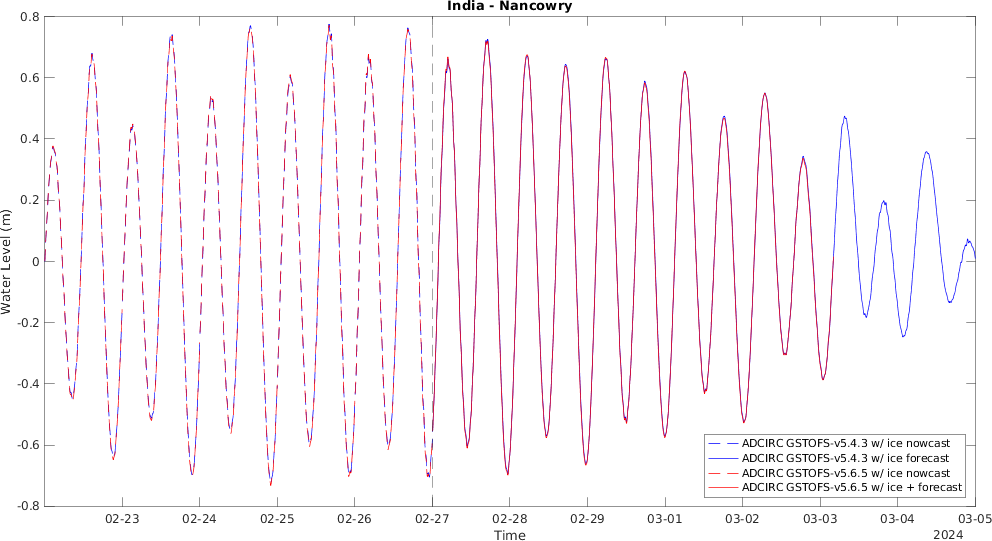 India - Nancowry
0.8
0.6
0.4
0.2
0
-0.2
-0.4
-0.6
-0.8
Water Level (m)
ADCIRC GSTOFS-v5.4.3 w/ ice nowcast
ADCIRC GSTOFS-v5.4.3 w/ ice forecast
ADCIRC GSTOFS-v5.6.5 w/ ice nowcast
ADCIRC GSTOFS-v5.6.5 w/ ice + forecast
02-23 02-24 02-25 02-26 02-27 02-28 02-29 03-01 03-02 03-03 03-04 03-05
Time
2024